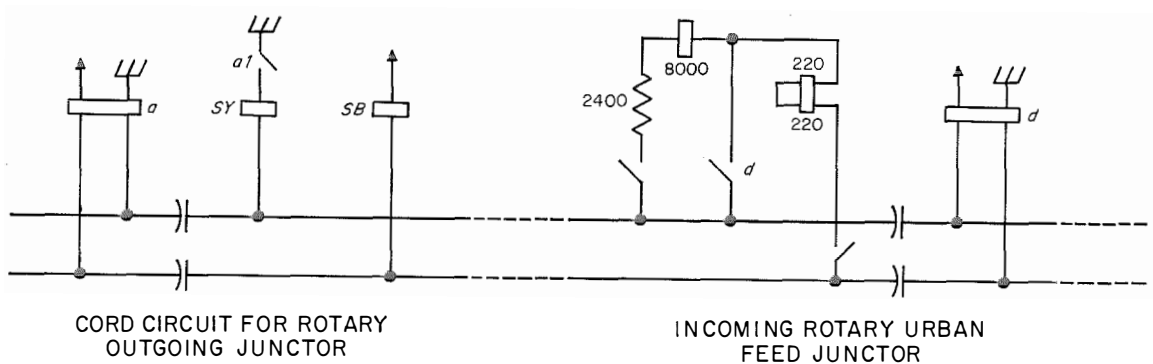 a
a1
SY
SB
2400
8000
220
220
d
d
CORD CIRCUIT FOR ROTARY
OUTGOING JUNCTOR
INCOMING ROTARY URBAN
FEED JUNCTOR